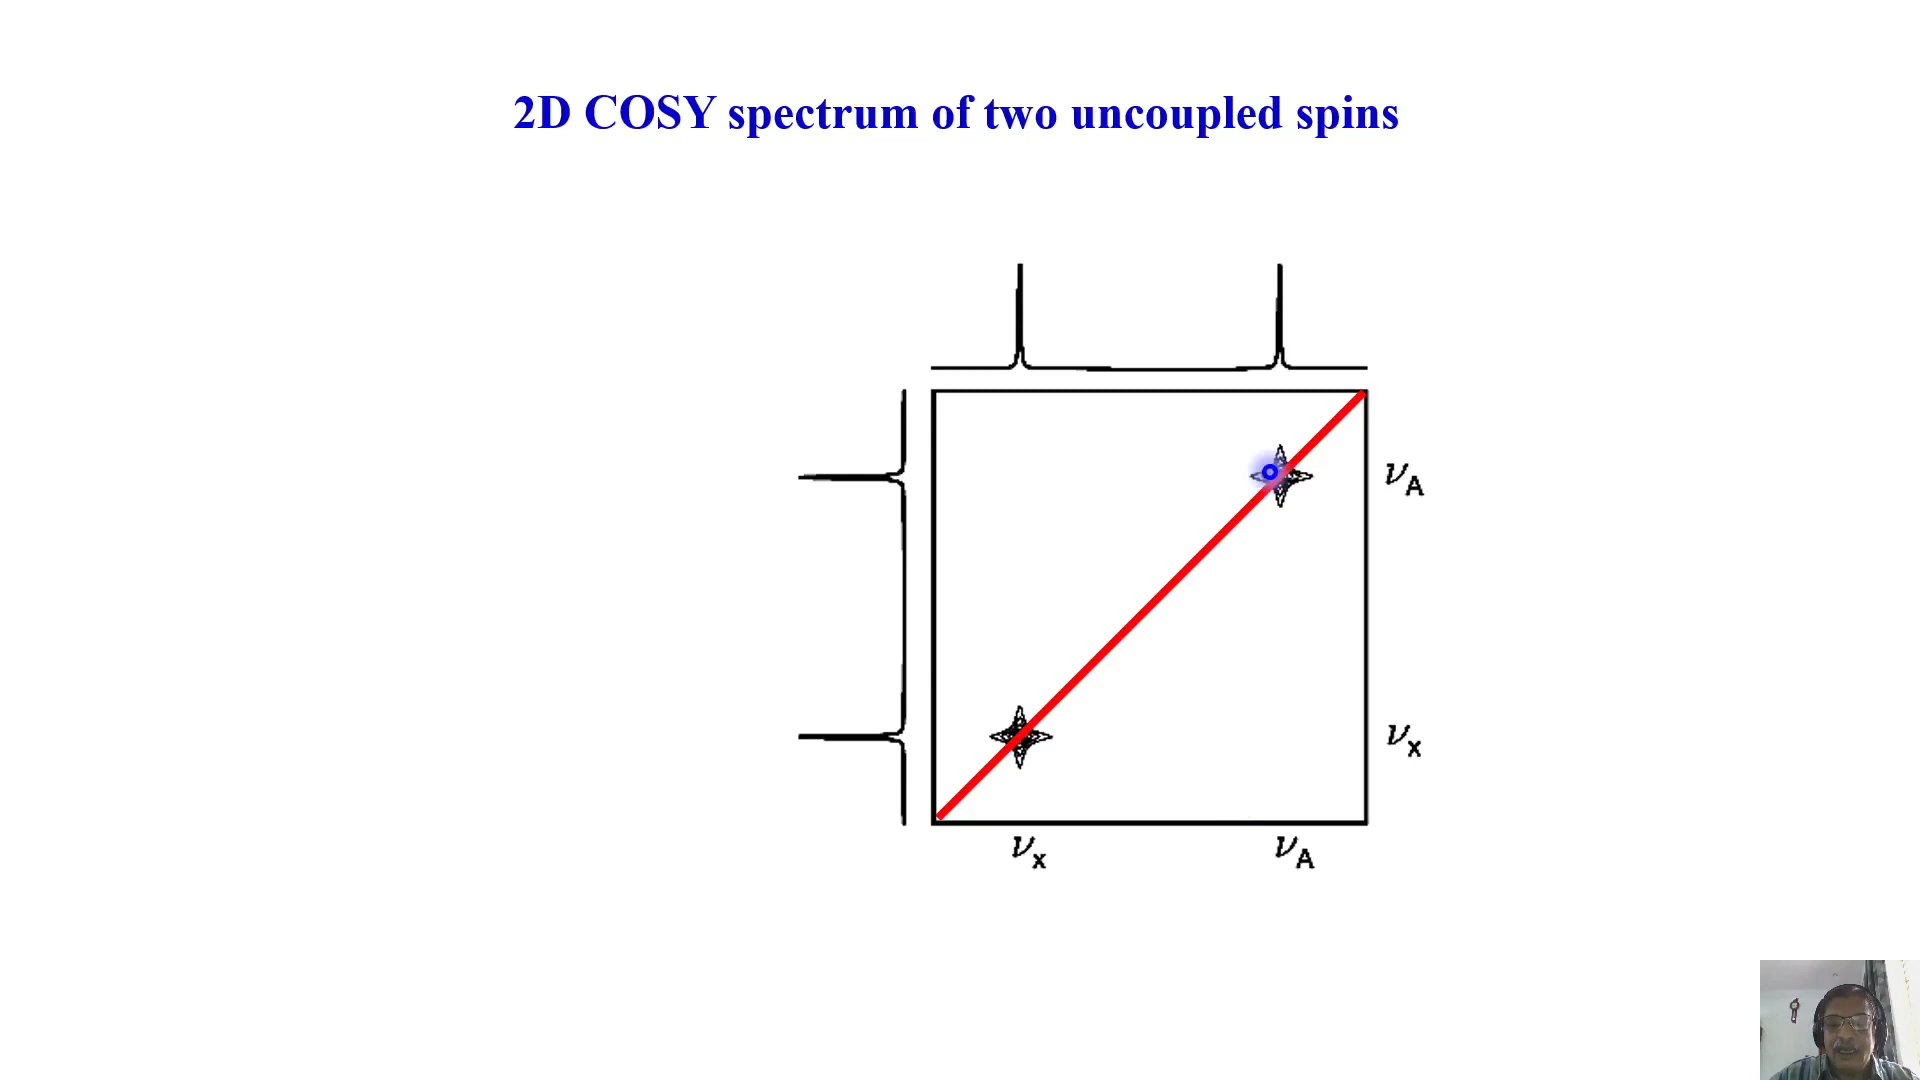 2D COSY spectrum of two uncoupled spins
νA
νx
νx νA